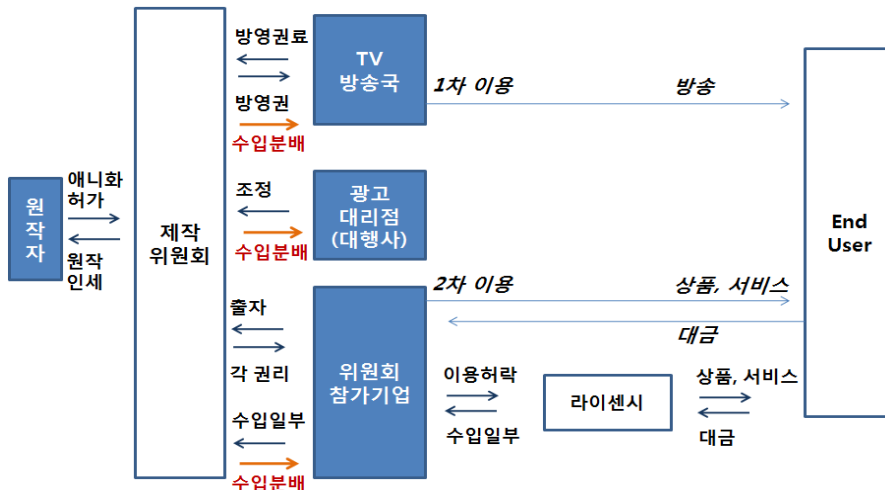 방영권료
방영권
수입분배
TV
방송국
1차 이용
방송
애니화
허가
원
작
자
원작
인세
제작
위원회
조정
수입분배
광고
대리점
(대행사)
End
User
2차 이용
상품, 서비스
대금
출자
각 권리
위원회
참가기업
이용허락
수입일부
라이센시
상품, 서비스
대금
수입일부
수입분배